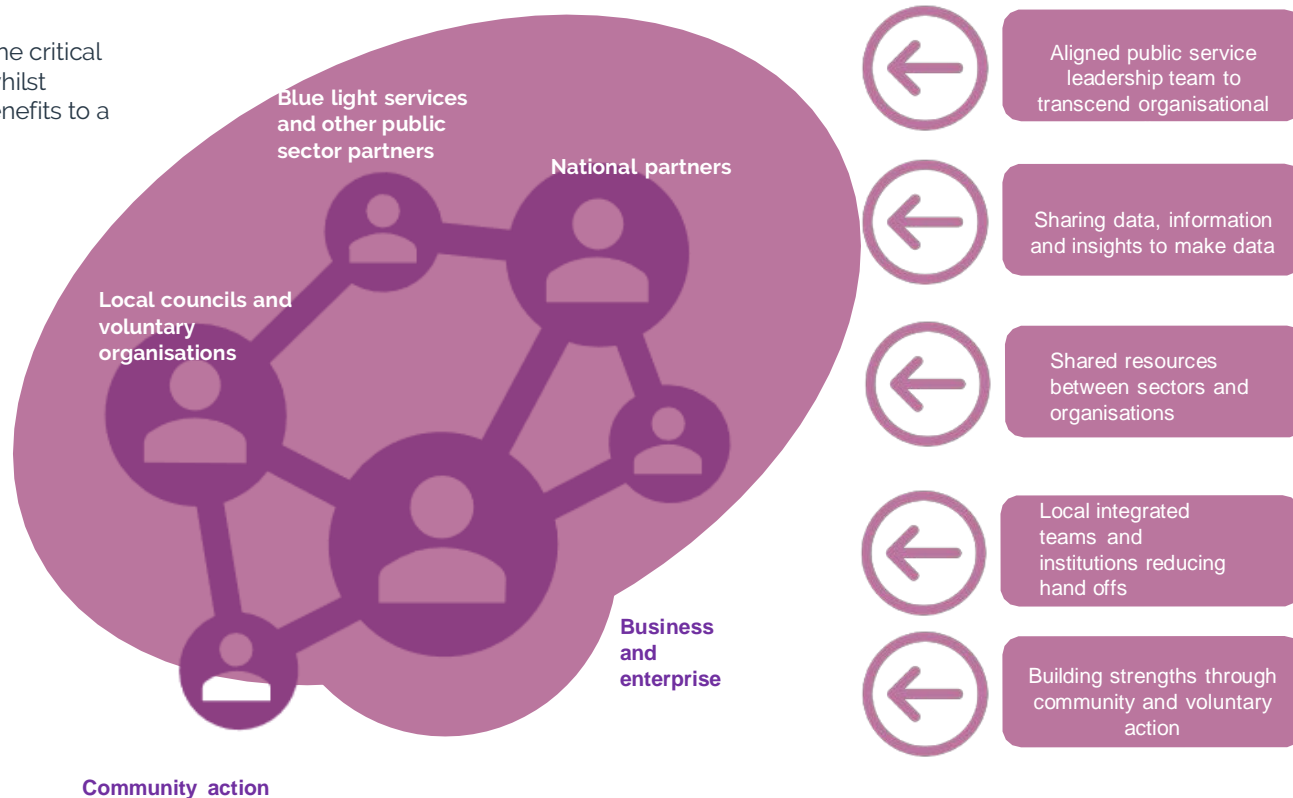 he critical
hilst
nefits to a
Blue light services
and other public
sector partners
National partners
Local councils and
voluntary
organisations
Business
and
enterprise
Community action
Aligned public service
leadership team to
transcend organisational
Sharing data, information
and insights to make data
Shared resources
between sectors and
organisations
Local integrated
teams and
institutions reducing
hand offs
Building strengths through
community and voluntary
action